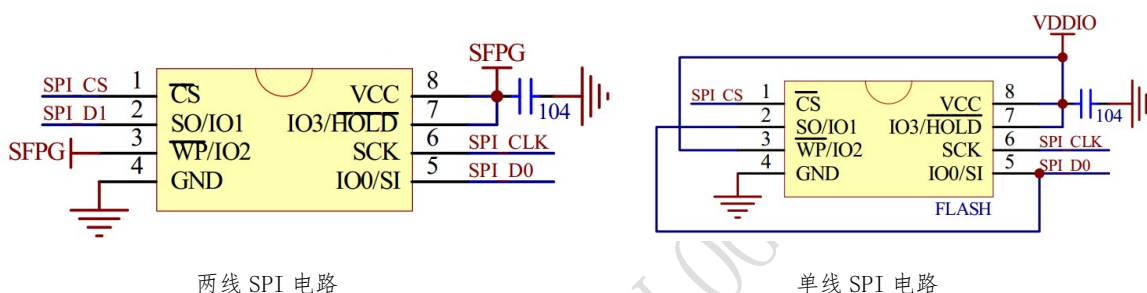 SPI_CS 1 CS VCC 8 SFPG
SPI_D1 2 SO/IO1 IO3/HOLD 7 104
SFPG 3 WP/IO2 SCK 6 SPI_CLK
4 GND IO0/SI 5 SPI_D0
两线 SPI 电路
VDDIO
SPI_CS 1 CS VCC 8
2 SO/IO1 IO3/HOLD 7 104
3 WP/IO2 SCK 6 SPI_CLK
4 GND IO0/SI 5 SPI_D0
FLASH
单线 SPI 电路